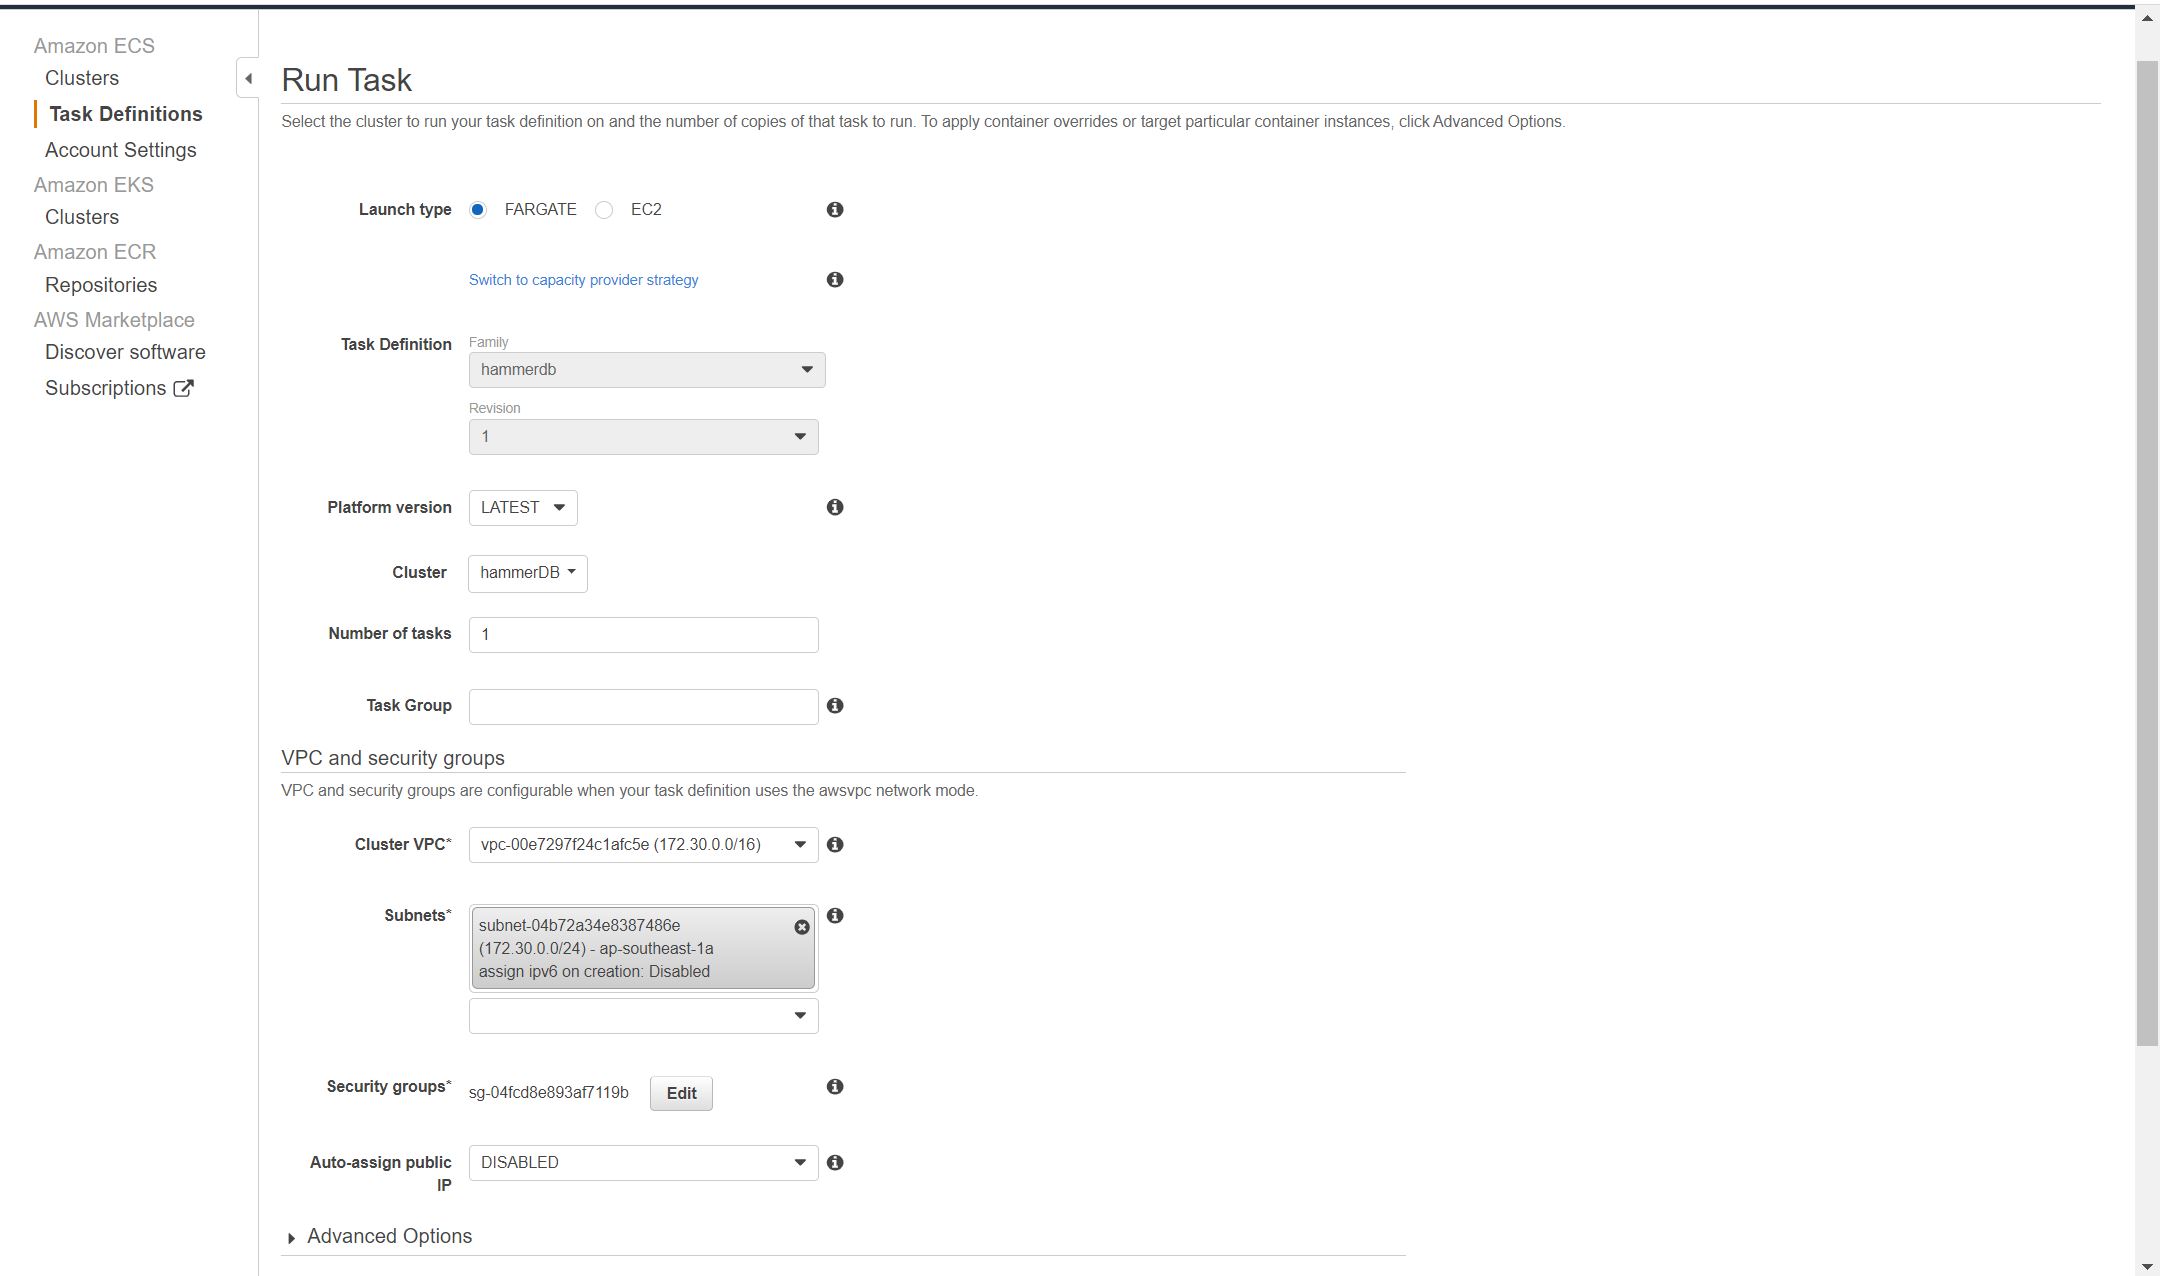 Amazon ECS
Clusters
Task Definitions
Account Settings
Amazon EKS
Clusters
Amazon ECR
Repositories
AWS Marketplace
Discover software
Subscriptions
Run Task
Select the cluster to run your task definition on and the number of copies of that task to run. To apply container overrides or target particular container instances, click Advanced Options.
Launch type FARGATE EC2
Switch to capacity provider strategy
Task Definition Family
hammerdb
Revision
1
Platform version LATEST
Cluster hammerDB
Number of tasks 1
Task Group
VPC and security groups
VPC and security groups are configurable when your task definition uses the awsvpc network mode.
Cluster VPC* vpc-00e7297f24c1afc5e (172.30.0.0/16)
Subnets* subnet-04b72a34e8387486e
(172.30.0.0/24) - ap-southeast-1a
assign ipv6 on creation: Disabled
Security groups* sg-04fcd8e893af7119b Edit
Auto-assign public DISABLED
IP
Advanced Options